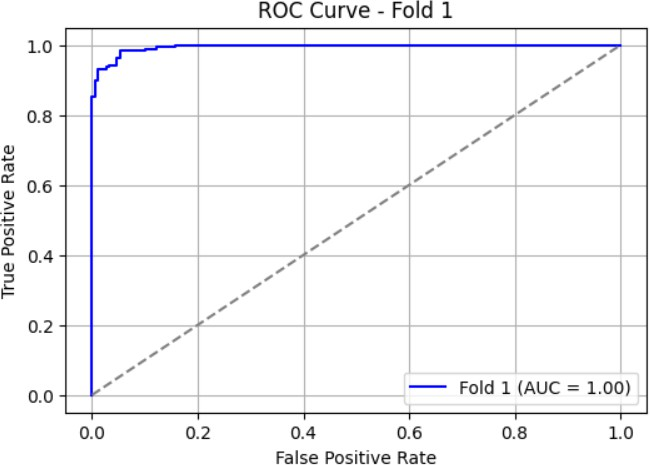 ROC Curve - Fold 1
True Positive Rate
1.0
0.8
0.6
0.4
0.2
0.0
Fold 1 (AUC = 1.00)
0.0 0.2 0.4 0.6 0.8 1.0
False Positive Rate